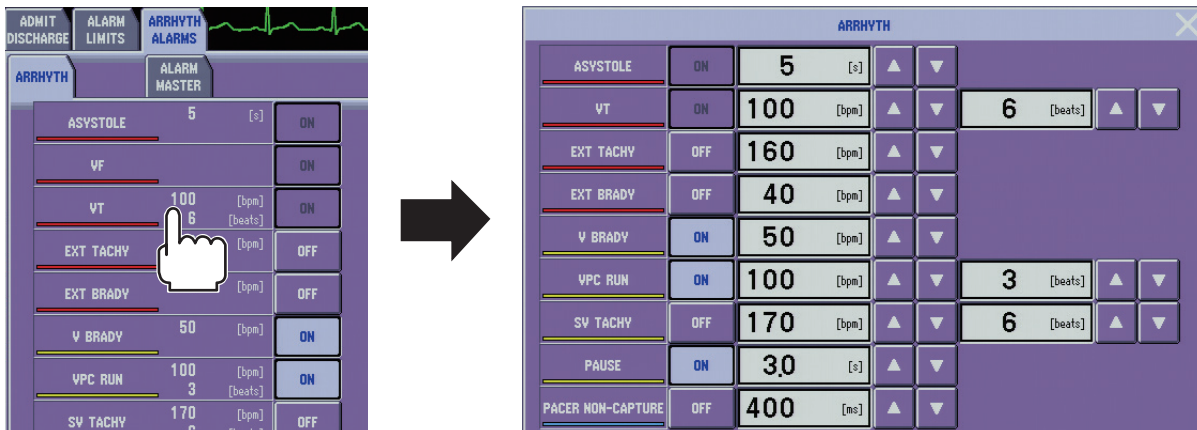 ADMIT DISCHARGE
ALARM LIMITS
ARRHYTH ALARMS
ARRHYTH
ALARM MASTER
ASYSTOLE 5 [s] ON
VF ON
VT 100 [bpm] 6 [beats] ON
EXT TACHY [bpm] OFF
EXT BRADY [bpm] OFF
V BRADY 50 [bpm] ON
VPC RUN 100 [bpm] 3 [beats] ON
SV TACHY 170 [bpm] OFF
ARRHYTH
ASYSTOLE ON 5 [s]
VT ON 100 [bpm] 6 [beats]
EXT TACHY OFF 160 [bpm]
EXT BRADY OFF 40 [bpm]
V BRADY ON 50 [bpm]
VPC RUN ON 100 [bpm] 3 [beats]
SV TACHY OFF 170 [bpm] 6 [beats]
PAUSE ON 3.0 [s]
PACER NON-CAPTURE OFF 400 [ms]